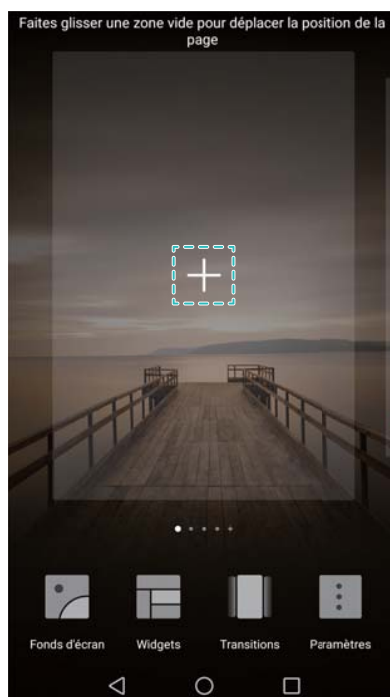 Faites glisser une zone vide pour déplacer la position de la
page
Fonds d'écran Widgets Transitions Paramètres